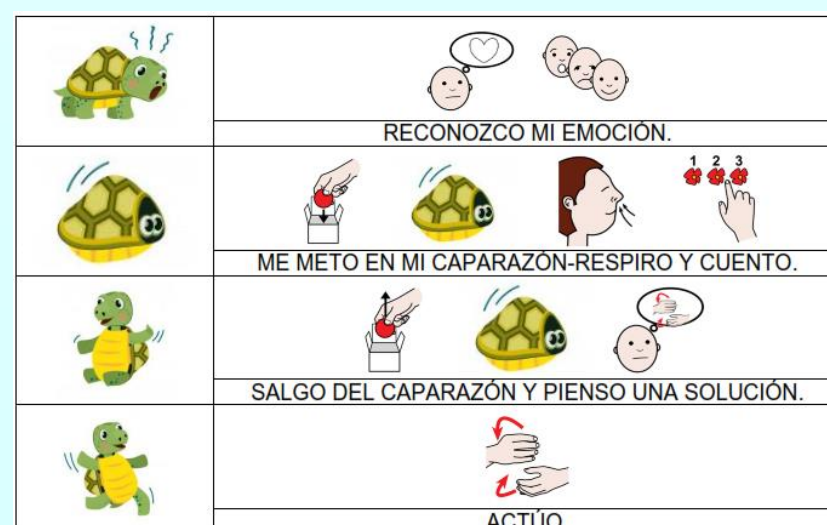 RECONOZCO MI EMOCIÓN.
1 2 3
ME METO EN MI CAPARAZÓN-RESPIRO Y CUENTO.
SALGO DEL CAPARAZÓN Y PIENSO UNA SOLUCIÓN.
ACTÚO